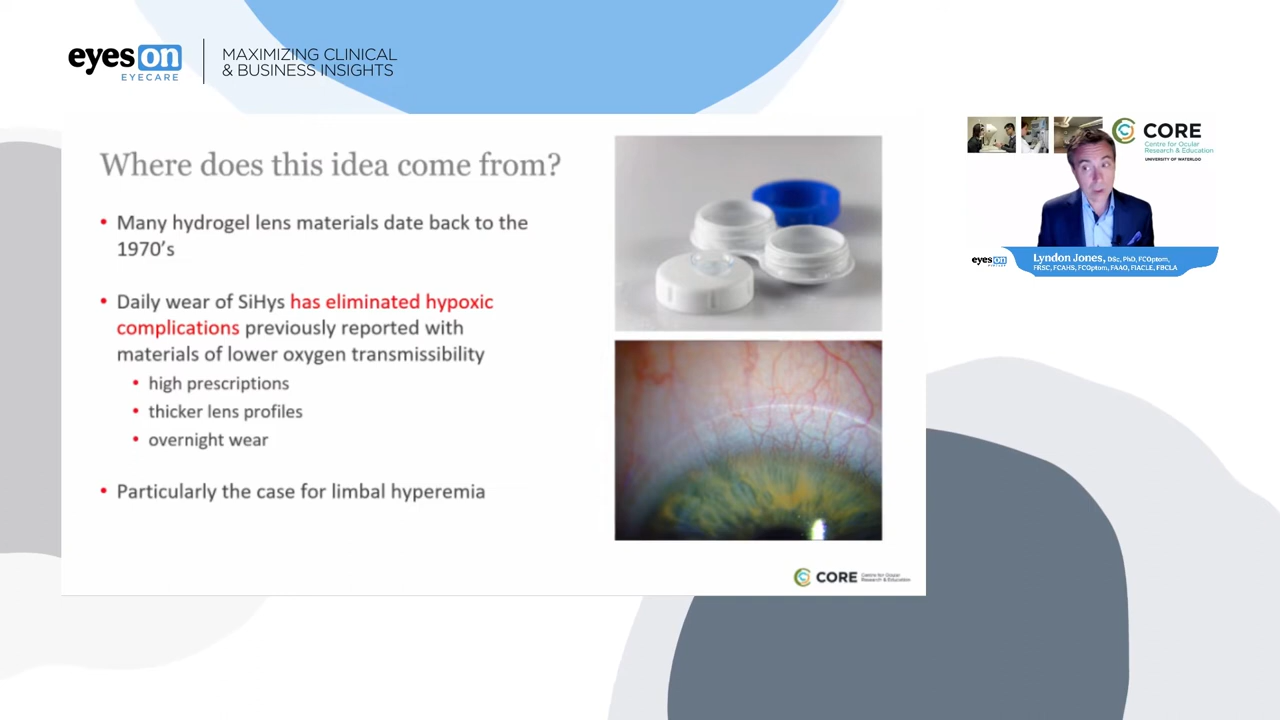 eyes on
EYECARE
MAXIMIZING CLINICAL
& BUSINESS INSIGHTS
Where does this idea come from?
• Many hydrogel lens materials date back to the
1970's
• Daily wear of SiHys has eliminated hypoxic
complications previously reported with
materials of lower oxygen transmissibility
• high prescriptions
• thicker lens profiles
• overnight wear
• Particularly the case for limbal hyperemia
CORE
Centre for Ocular
Research & Education
CORE
Centre for Ocular
Research & Education
UNIVERSITY OF WATERLOO
eyes on
EYECARE
Lyndon Jones, DSc, PhD, FCOptom,
FRSC, FCAHS, FCOptom, FAAO, FIACLE, FBCLA